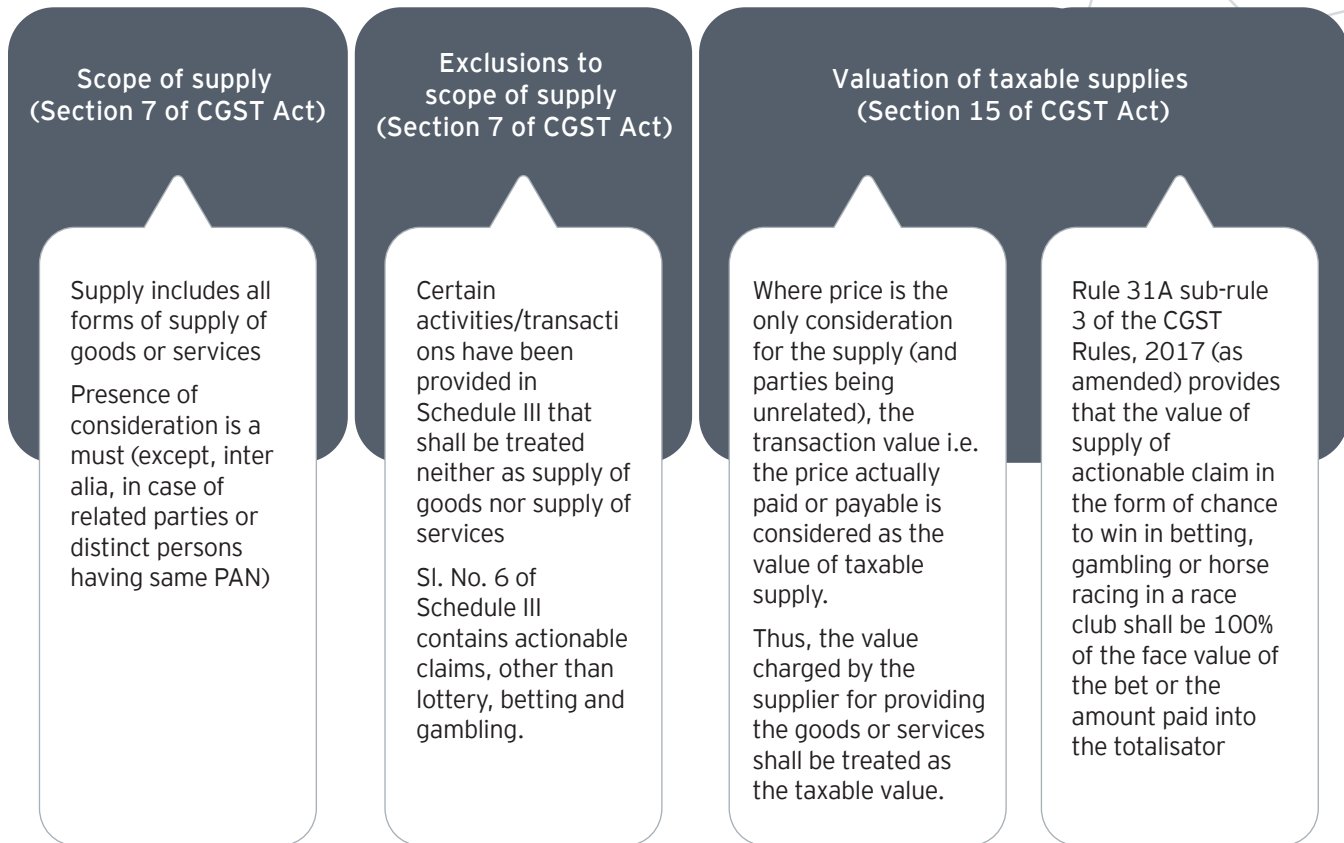 Scope of supply
(Section 7 of CGST Act)
Supply includes all
forms of supply of
goods or services
Presence of
consideration is a
must (except, inter
alia, in case of
related parties or
distinct persons
having same PAN)
Exclusions to
scope of supply
(Section 7 of CGST Act)
Certain
activities/transacti
ons have been
provided in
Schedule III that
shall be treated
neither as supply of
goods nor supply of
services
Sl. No. 6 of
Schedule III
contains actionable
claims, other than
lottery, betting and
gambling.
Valuation of taxable supplies
(Section 15 of CGST Act)
Where price is the
only consideration
for the supply (and
parties being
unrelated), the
transaction value i.e.
the price actually
paid or payable is
considered as the
value of taxable
supply.
Thus, the value
charged by the
supplier for providing
the goods or services
shall be treated as
the taxable value.
Rule 31A sub-rule
3 of the CGST
Rules, 2017 (as
amended) provides
that the value of
supply of
actionable claim in
the form of chance
to win in betting,
gambling or horse
racing in a race
club shall be 100%
of the face value of
the bet or the
amount paid into
the totalisator